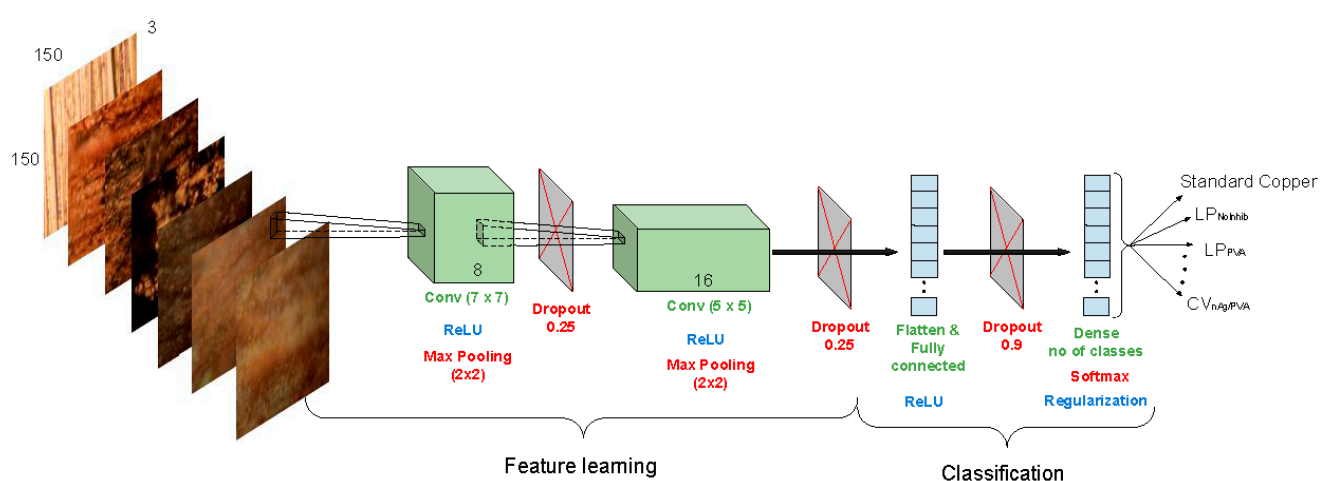 3
150
150
8
Conv (7 x 7)
ReLU
Max Pooling
(2x2)
Dropout
0.25
16
Conv (5 x 5)
ReLU
Max Pooling
(2x2)
Dropout
0.25
Flatten &
Fully
connected
ReLU
Dropout
0.9
Dense
no of classes
Softmax
Regularization
Standard Copper
LPNoInhib
LPPVA
CVnAg/PVA
Feature learning
Classification